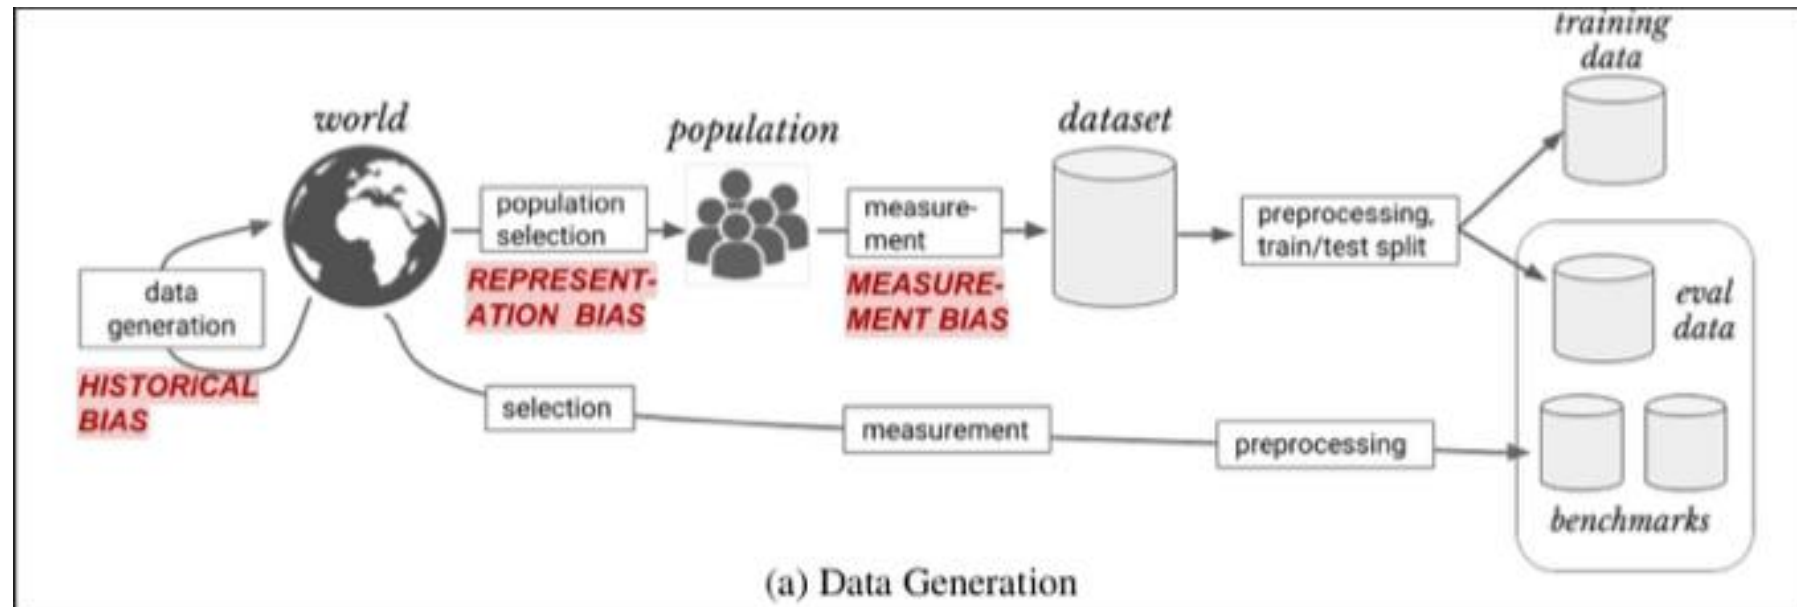 training
data
world
population
dataset
population
selection
measure-
ment
preprocessing,
train/test split
REPRESENT-
ATION BIAS
MEASURE-
MENT BIAS
data
generation
eval
data
HISTORICAL
BIAS
selection
measurement
preprocessing
benchmarks
(a) Data Generation